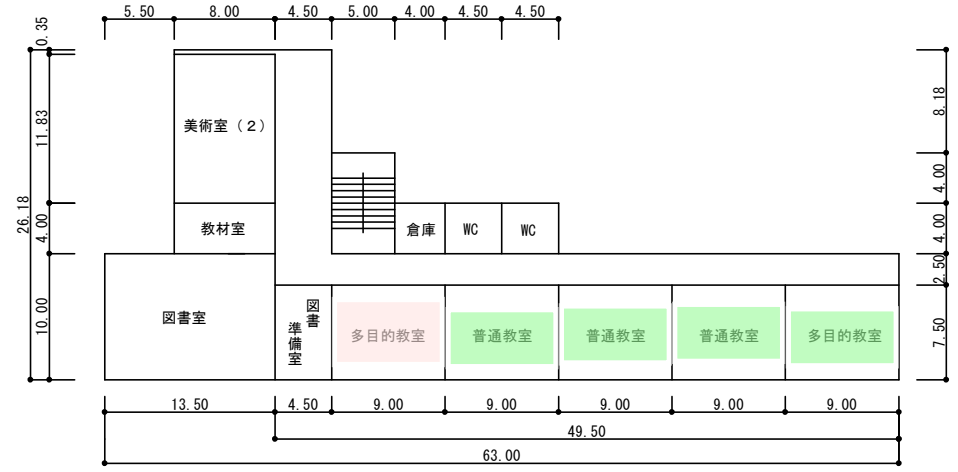 5.50 8.00 4.50 5.00 4.00 4.50 4.50
0.35
11.83
26.18
4.00
10.00
8.18
4.00
4.00
2.50
7.50
美術室(2)
教材室
倉庫
WC
WC
図書室
図書
準備室
多目的教室
普通教室
普通教室
普通教室
多目的教室
13.50 4.50 9.00 9.00 9.00 9.00 9.00
49.50
63.00